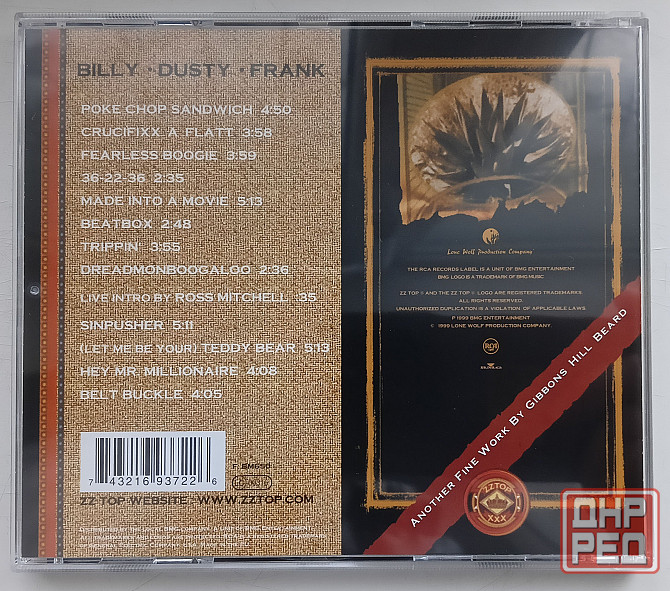 BILLY · DUSTY · FRANK
POKE CHOP SANDWICH 4:50
CRUCIFIXX A FLATT 3:58
FEARLESS BOOGIE 3:59
36-22-36 2:35
MADE INTO A MOVIE 5:13
BEATBOX 2:48
TRIPPIN' 3:55
DREADMONBOOGALOO 2:36
LIVE INTRO BY ROSS MITCHELL :35
SINPUSHER 5:11
(LET ME BE YOUR) TEDDY BEAR 5:13
HEY MR. MILLIONAIRE 4:08
BELT BUCKLE 4:05
7 43216 93722 6
F: BM650
ZZ TOP WEBSITE - WWW.ZZTOP.COM
Lone Wolf Production Company
THE RCA RECORDS LABEL IS A UNIT OF BMG ENTERTAINMENT
BMG LOGO IS A TRADEMARK OF BMG MUSIC
ZZ TOP ® AND THE ZZ TOP ® LOGO ARE REGISTERED TRADEMARKS.
ALL RIGHTS RESERVED.
UNAUTHORIZED DUPLICATION IS A VIOLATION OF APPLICABLE LAWS.
P 1999 BMG ENTERTAINMENT
© 1999 LONE WOLF PRODUCTION COMPANY
RCA
ANOTHER FINE WORK BY GIBBONS HILL BEARD
ZZ TOP
XXX
ДНР
РЕП